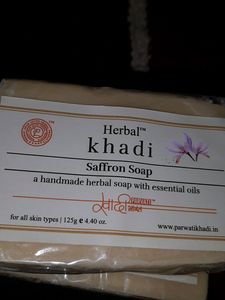 Herbal™
khadi
Saffron Soap
a handmade herbal soap with essential oils
खादी
for all skin types | 125g e 4.40 oz.
www.parwatikhadi.in